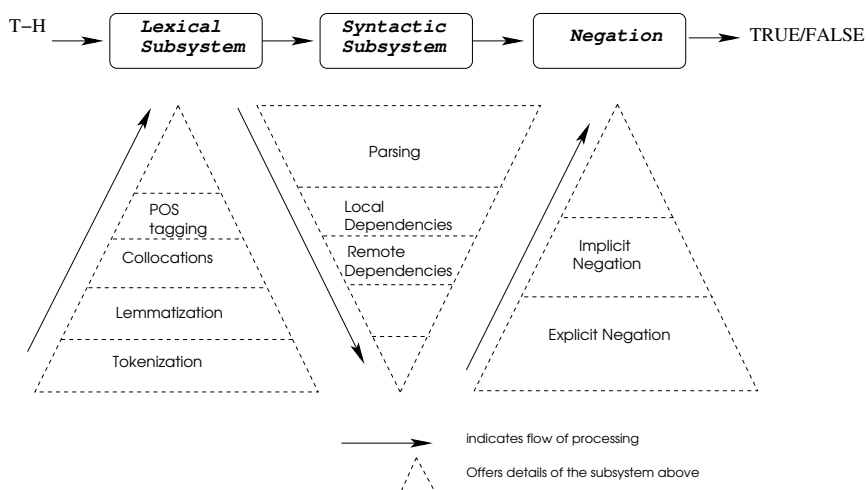 T−H
Lexical
Subsystem
Syntactic
Subsystem
Negation
TRUE/FALSE
POS
tagging
Collocations
Lemmatization
Tokenization
Parsing
Local
Dependencies
Remote
Dependencies
Implicit
Negation
Explicit Negation
indicates flow of processing
Offers details of the subsystem above